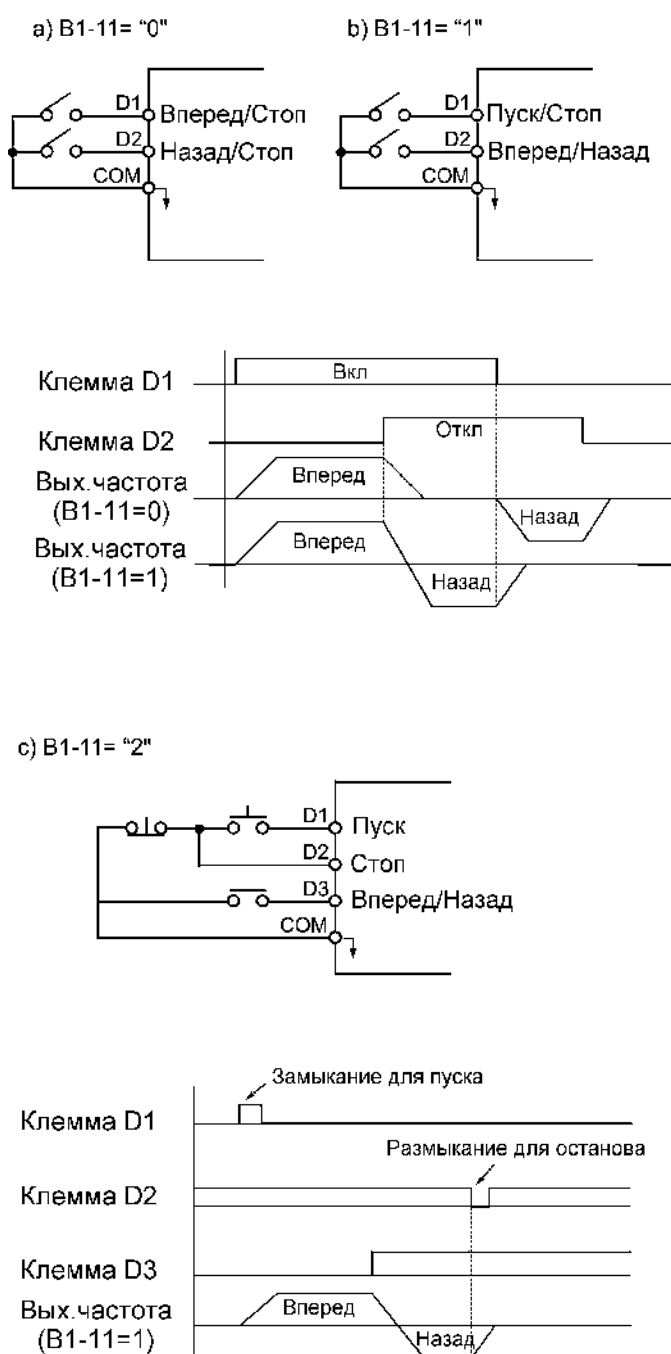 a) B1-11= "0"
b) B1-11= "1"
D1 Вперед/Стоп
D2 Назад/Стоп
COM
D1 Пуск/Стоп
D2 Вперед/Назад
COM
Клемма D1
Вкл
Клемма D2
Откл
Вых.частота
(B1-11=0)
Вперед
Назад
Вых.частота
(B1-11=1)
Вперед
Назад
c) B1-11= "2"
D1 Пуск
D2 Стоп
D3 Вперед/Назад
COM
Замыкание для пуска
Клемма D1
Размыкание для останова
Клемма D2
Клемма D3
Вых.частота
(B1-11=1)
Вперед
Назад